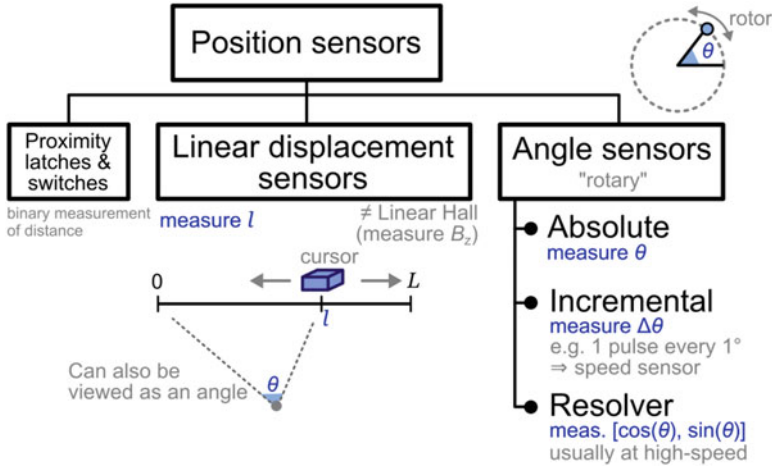 Position sensors
rotor
θ
Proximity
latches &
switches
binary measurement
of distance
Linear displacement
sensors
measure l
≠ Linear Hall
(measure Bz)
cursor
0
L
l
Can also be
viewed as an angle
θ
Angle sensors
"rotary"
Absolute
measure θ
Incremental
measure Δθ
e.g. 1 pulse every 1°
⇒ speed sensor
Resolver
meas. [cos(θ), sin(θ)]
usually at high-speed